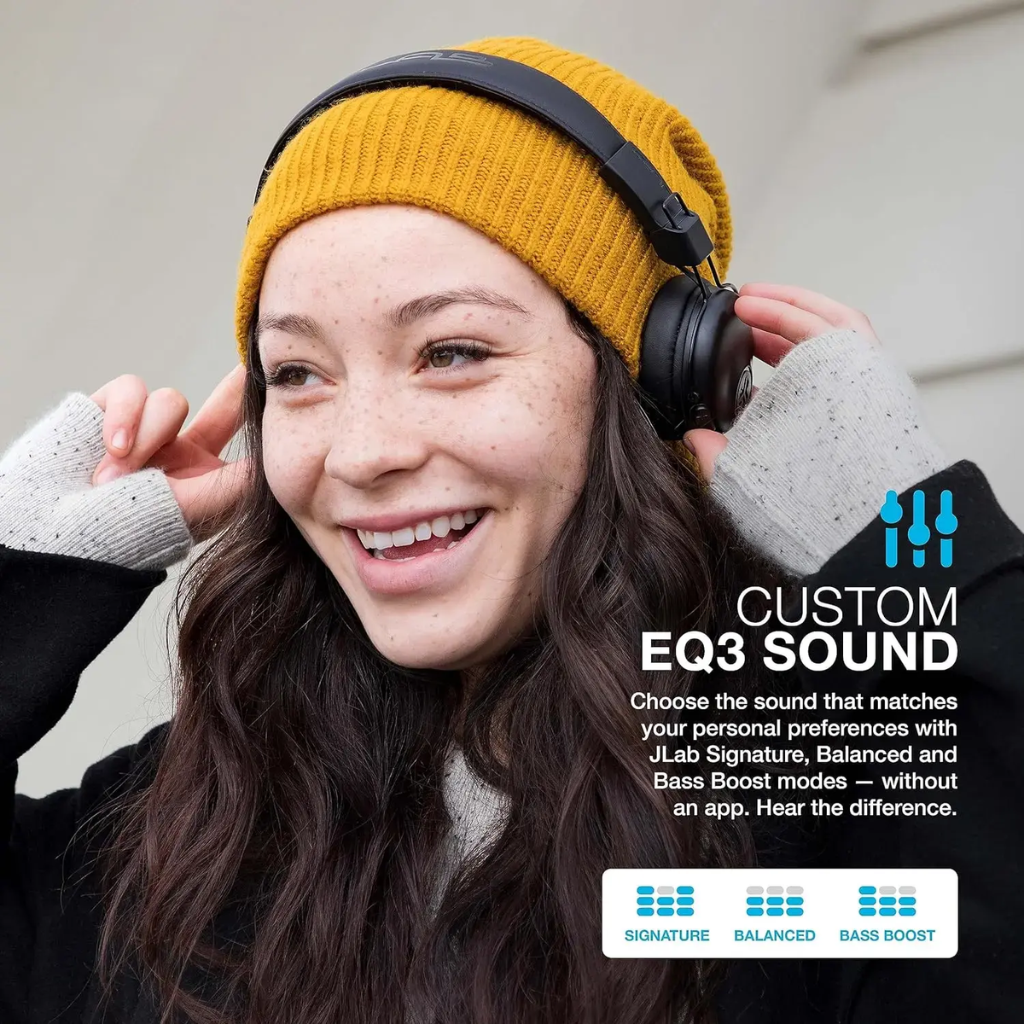 CUSTOM
EQ3 SOUND
Choose the sound that matches
your personal preferences with
JLab Signature, Balanced and
Bass Boost modes — without
an app. Hear the difference.
SIGNATURE BALANCED BASS BOOST